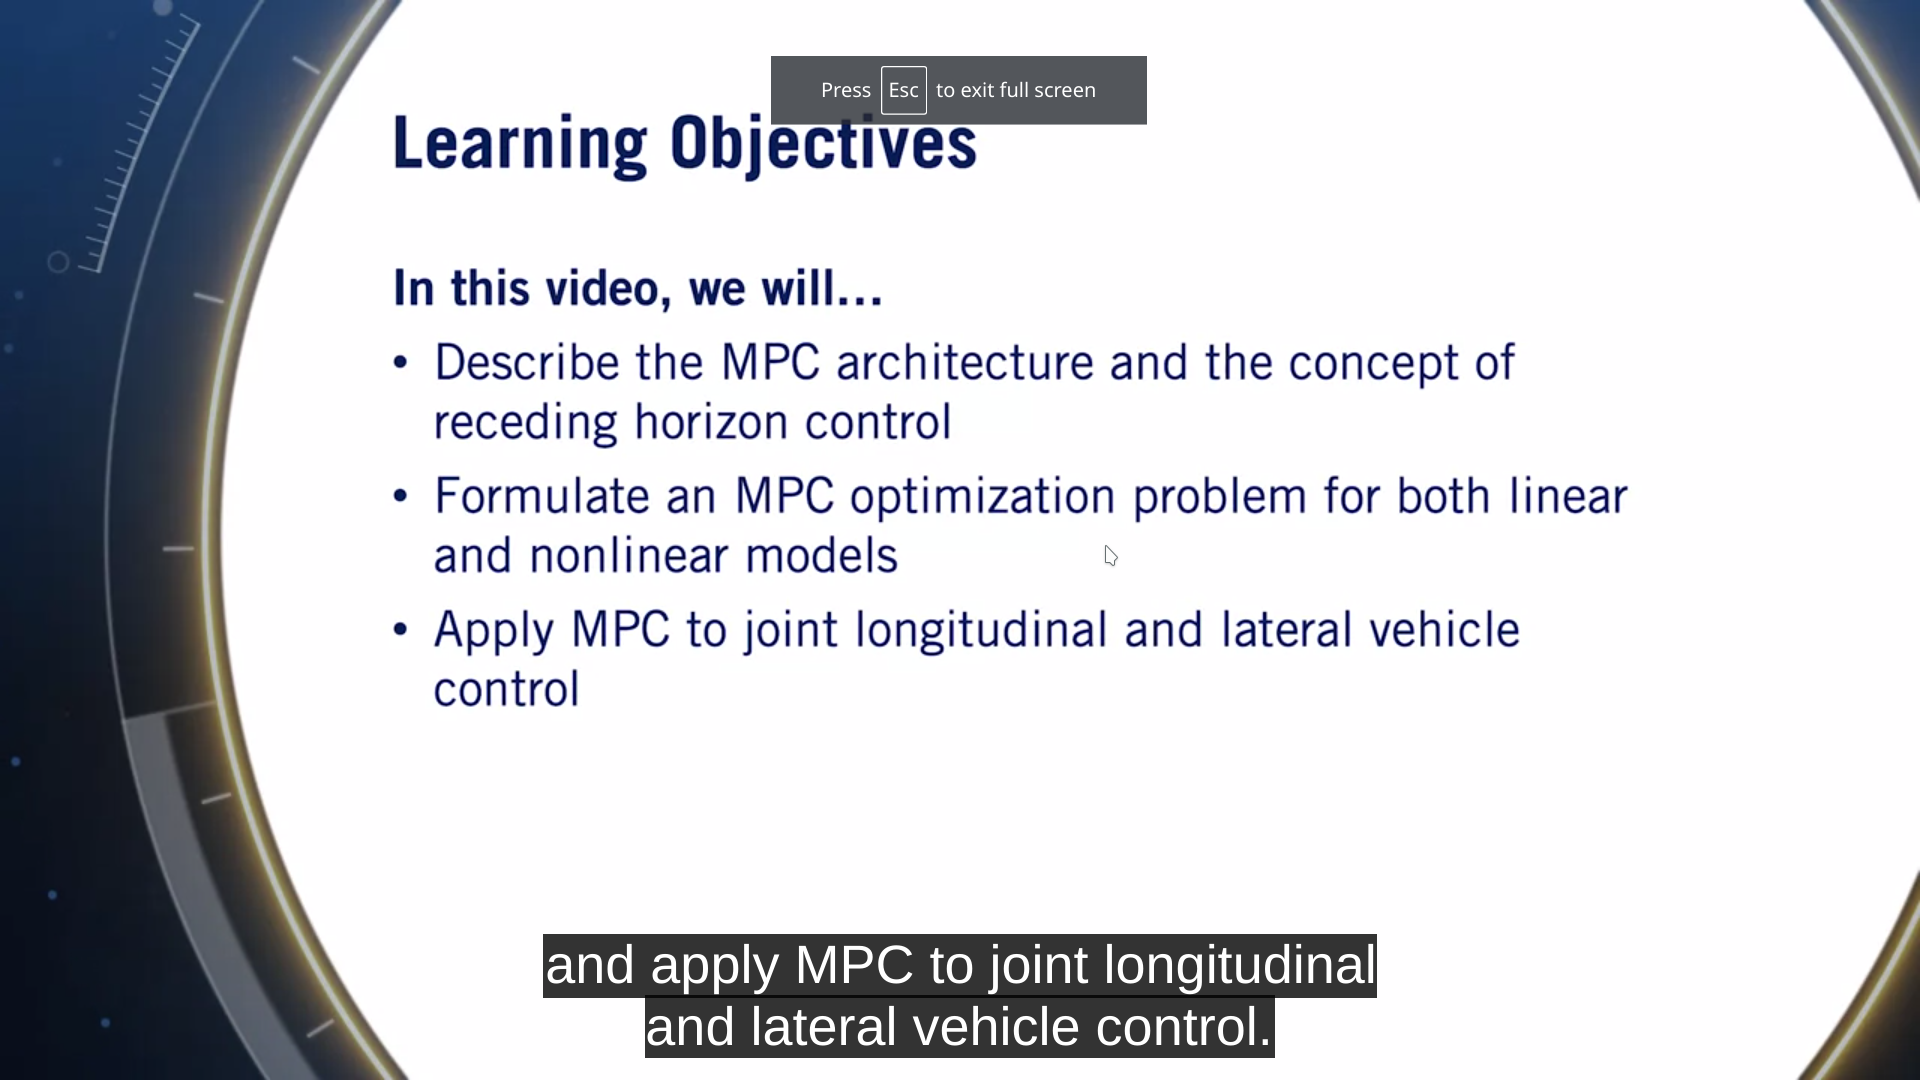 Press Esc to exit full screen
Learning Objectives
In this video, we will...
• Describe the MPC architecture and the concept of
receding horizon control
• Formulate an MPC optimization problem for both linear
and nonlinear models
• Apply MPC to joint longitudinal and lateral vehicle
control
and apply MPC to joint longitudinal
and lateral vehicle control.